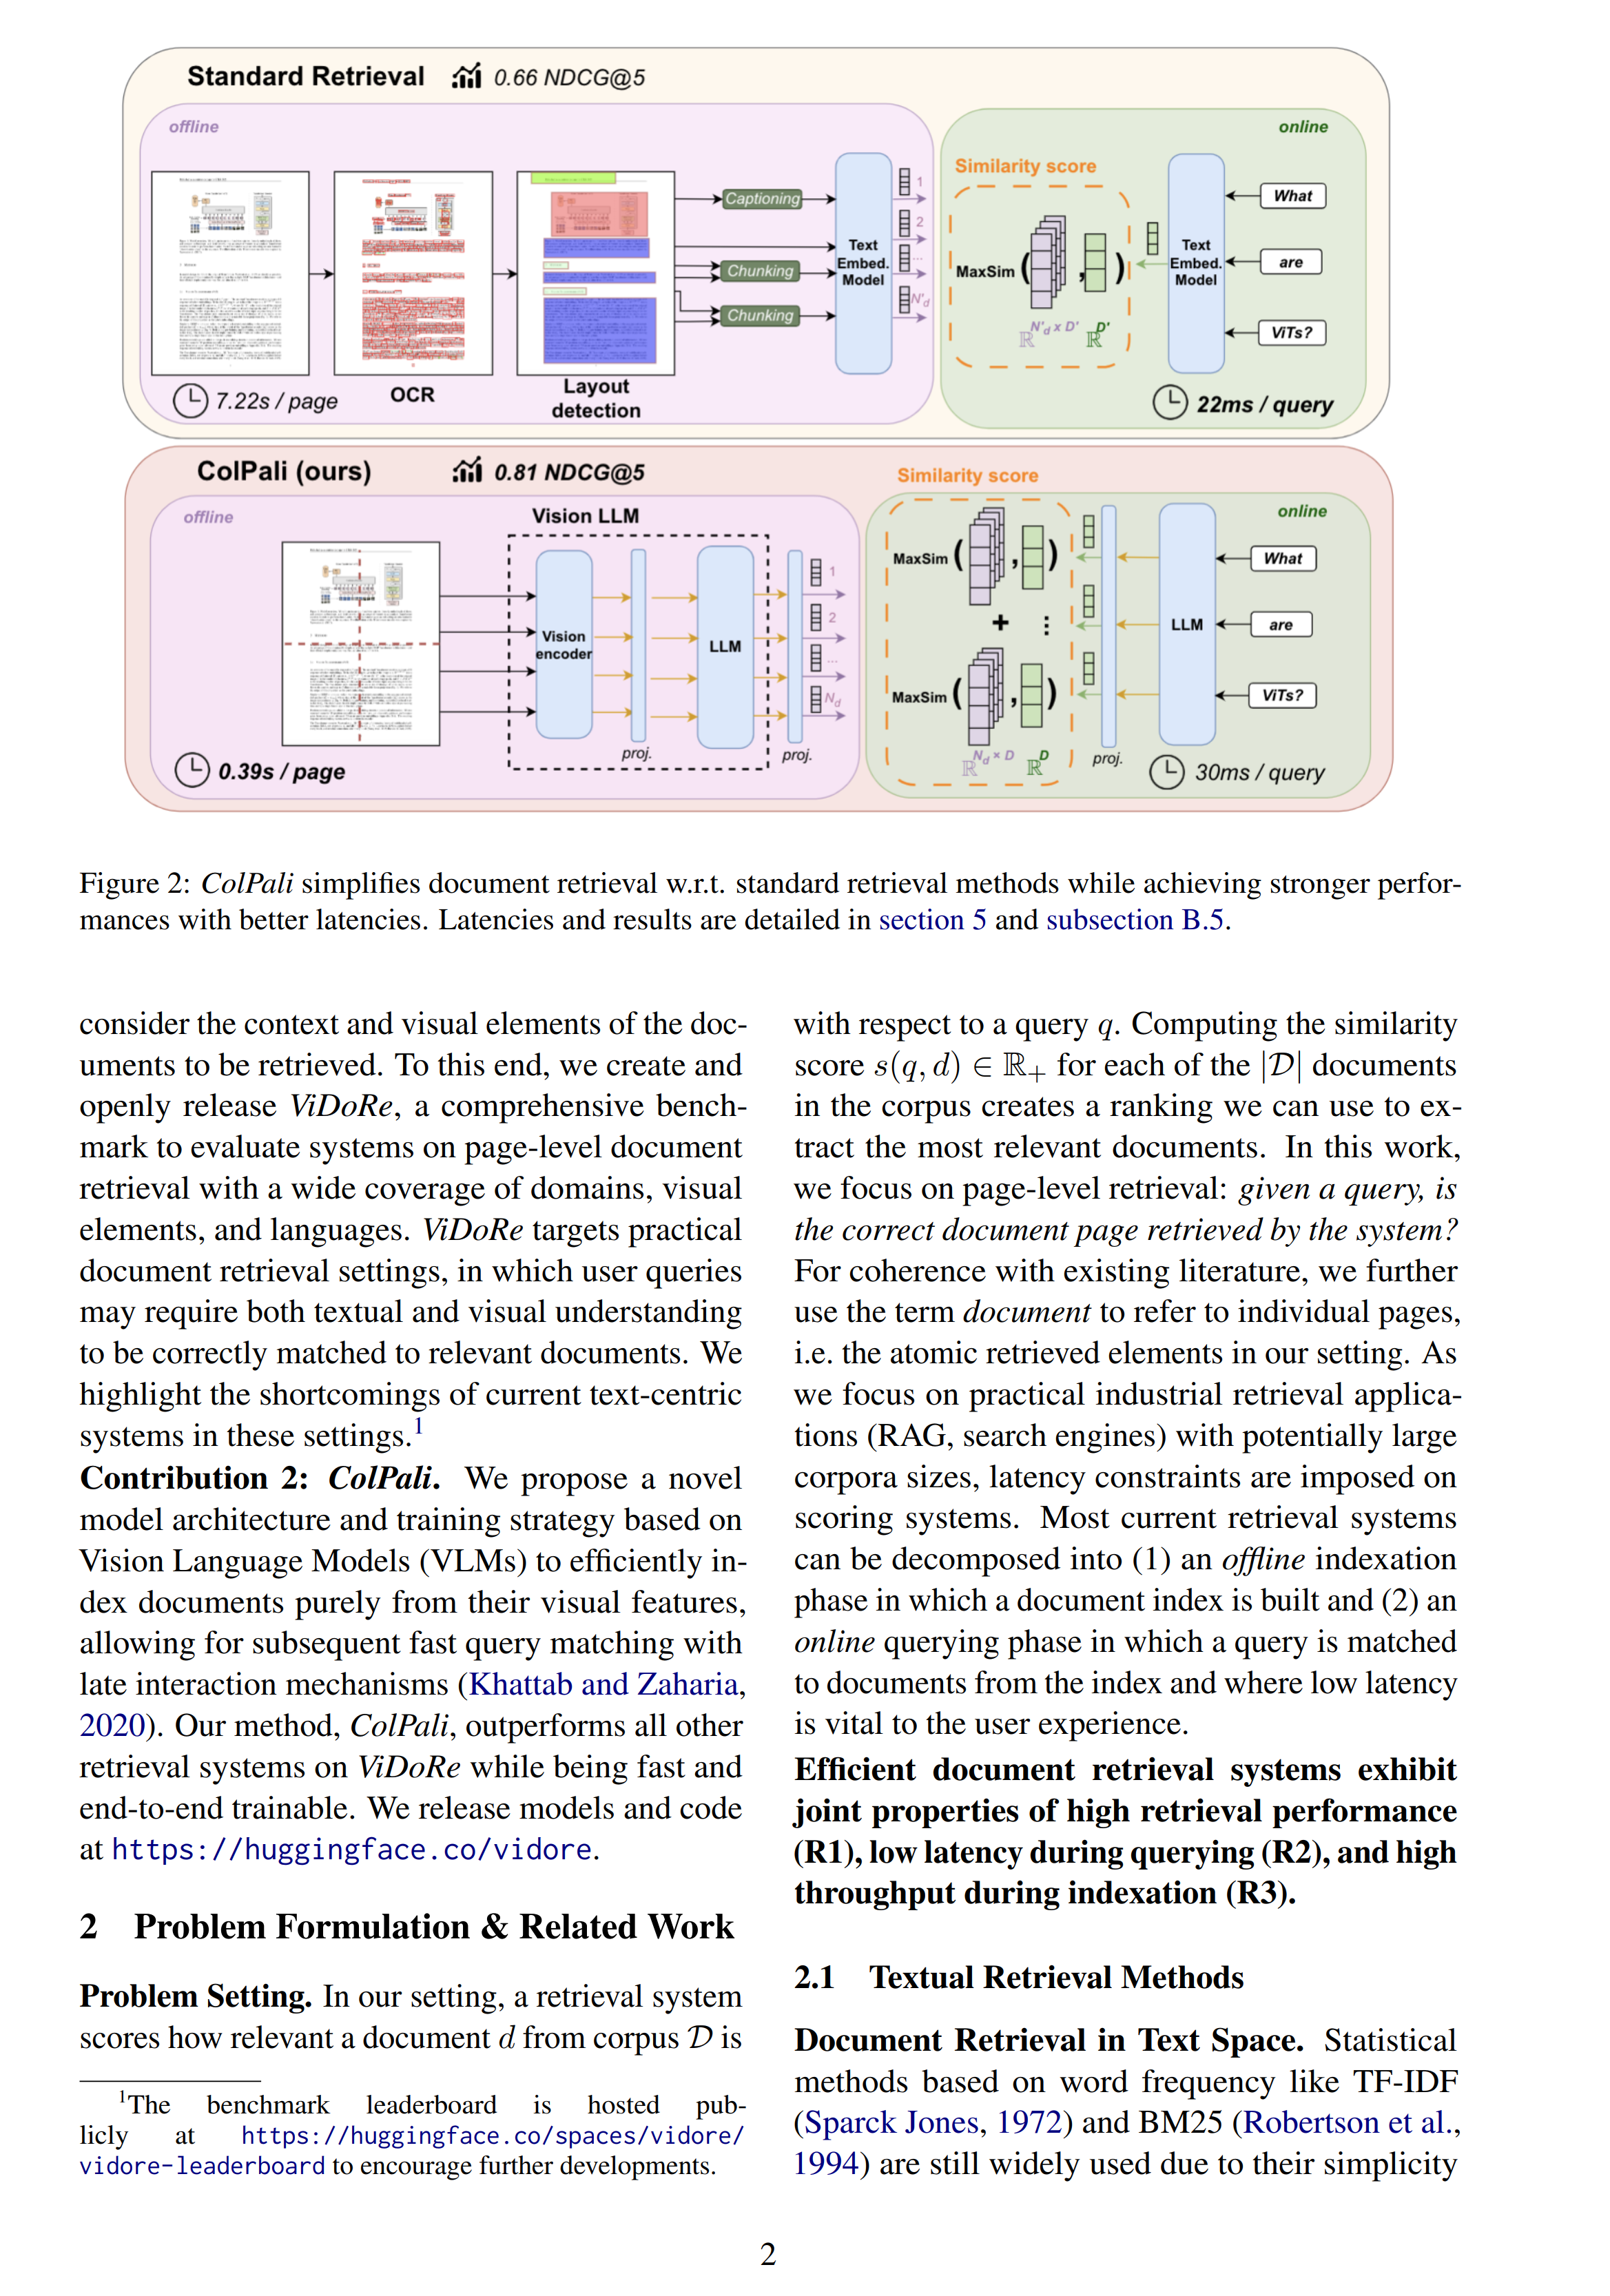 Standard Retrieval 0.66 NDCG@5
offline
Captioning
Chunking
Chunking
Text
Embed.
Model
1
2
...
N'd
7.22s / page
OCR
Layout
detection
online
Similarity score
MaxSim ( , )
ℝ^{N'd x D'} ℝ^{D'}
Text
Embed.
Model
What
are
ViTs?
22ms / query
ColPali (ours) 0.81 NDCG@5
offline
Vision LLM
Vision
encoder
proj.
LLM
proj.
1
2
...
Nd
0.39s / page
Similarity score
online
MaxSim ( , )
+ ⋮
MaxSim ( , )
ℝ^{Nd × D} ℝ^{D}
proj.
LLM
What
are
ViTs?
30ms / query
Figure 2: ColPali simplifies document retrieval w.r.t. standard retrieval methods while achieving stronger perfor-
mances with better latencies. Latencies and results are detailed in section 5 and subsection B.5.
consider the context and visual elements of the doc-
uments to be retrieved. To this end, we create and
openly release ViDoRe, a comprehensive bench-
mark to evaluate systems on page-level document
retrieval with a wide coverage of domains, visual
elements, and languages. ViDoRe targets practical
document retrieval settings, in which user queries
may require both textual and visual understanding
to be correctly matched to relevant documents. We
highlight the shortcomings of current text-centric
systems in these settings.1
Contribution 2: ColPali. We propose a novel
model architecture and training strategy based on
Vision Language Models (VLMs) to efficiently in-
dex documents purely from their visual features,
allowing for subsequent fast query matching with
late interaction mechanisms (Khattab and Zaharia,
2020). Our method, ColPali, outperforms all other
retrieval systems on ViDoRe while being fast and
end-to-end trainable. We release models and code
at https://huggingface.co/vidore.
2 Problem Formulation & Related Work
Problem Setting. In our setting, a retrieval system
scores how relevant a document d from corpus 𝒟 is
1The benchmark leaderboard is hosted pub-
licly at https://huggingface.co/spaces/vidore/
vidore-leaderboard to encourage further developments.
with respect to a query q. Computing the similarity
score s(q, d) ∈ ℝ+ for each of the |𝒟| documents
in the corpus creates a ranking we can use to ex-
tract the most relevant documents. In this work,
we focus on page-level retrieval: given a query, is
the correct document page retrieved by the system?
For coherence with existing literature, we further
use the term document to refer to individual pages,
i.e. the atomic retrieved elements in our setting. As
we focus on practical industrial retrieval applica-
tions (RAG, search engines) with potentially large
corpora sizes, latency constraints are imposed on
scoring systems. Most current retrieval systems
can be decomposed into (1) an offline indexation
phase in which a document index is built and (2) an
online querying phase in which a query is matched
to documents from the index and where low latency
is vital to the user experience.
Efficient document retrieval systems exhibit
joint properties of high retrieval performance
(R1), low latency during querying (R2), and high
throughput during indexation (R3).
2.1 Textual Retrieval Methods
Document Retrieval in Text Space. Statistical
methods based on word frequency like TF-IDF
(Sparck Jones, 1972) and BM25 (Robertson et al.,
1994) are still widely used due to their simplicity
2